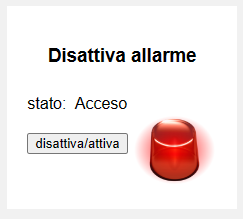 Disattiva allarme
stato: Acceso
disattiva/attiva